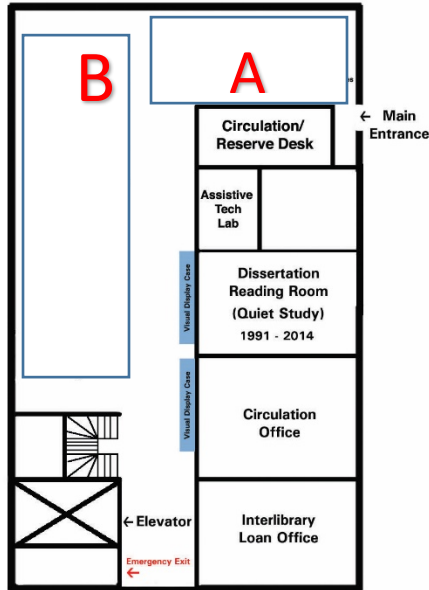 B
A
← Main
Entrance
Circulation/
Reserve Desk
Assistive
Tech
Lab
Visual Display Case
Dissertation
Reading Room
(Quiet Study)
1991 - 2014
Visual Display Case
Circulation
Office
← Elevator
Interlibrary
Loan Office
Emergency Exit
←